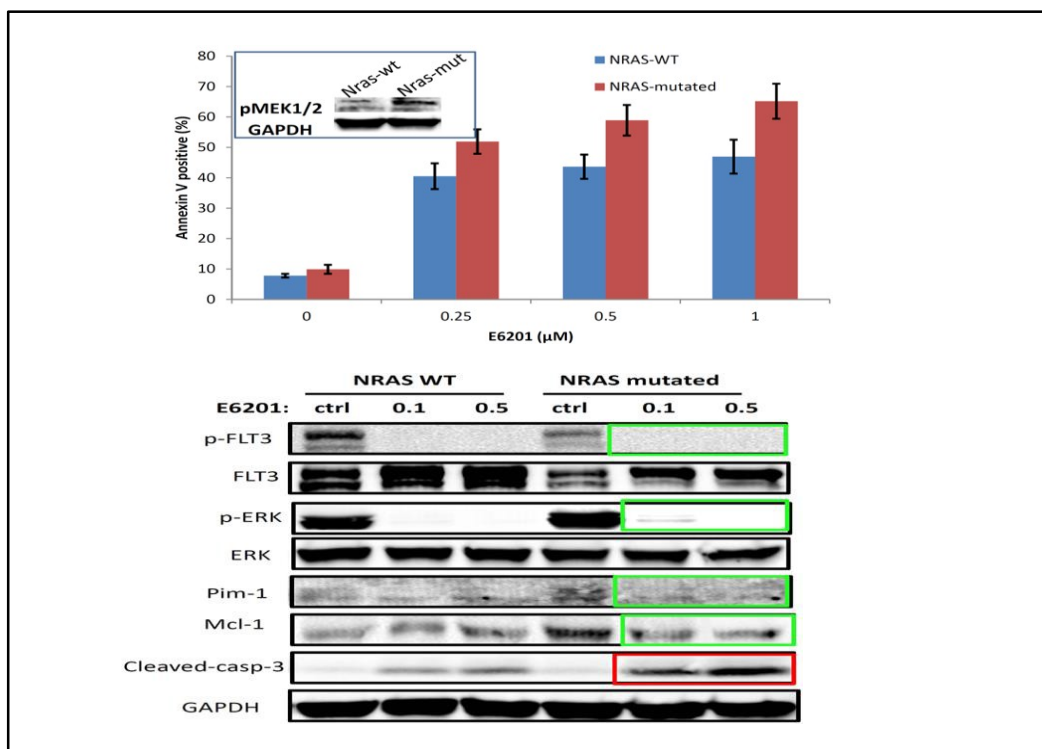 80
70
60
50
40
30
20
10
0
Annexin V positive (%)
Nras-wt Nras-mut
pMEK1/2
GAPDH
NRAS-WT
NRAS-mutated
0 0.25 0.5 1
E6201 (µM)
NRAS WT NRAS mutated
E6201: ctrl 0.1 0.5 ctrl 0.1 0.5
p-FLT3
FLT3
p-ERK
ERK
Pim-1
Mcl-1
Cleaved-casp-3
GAPDH